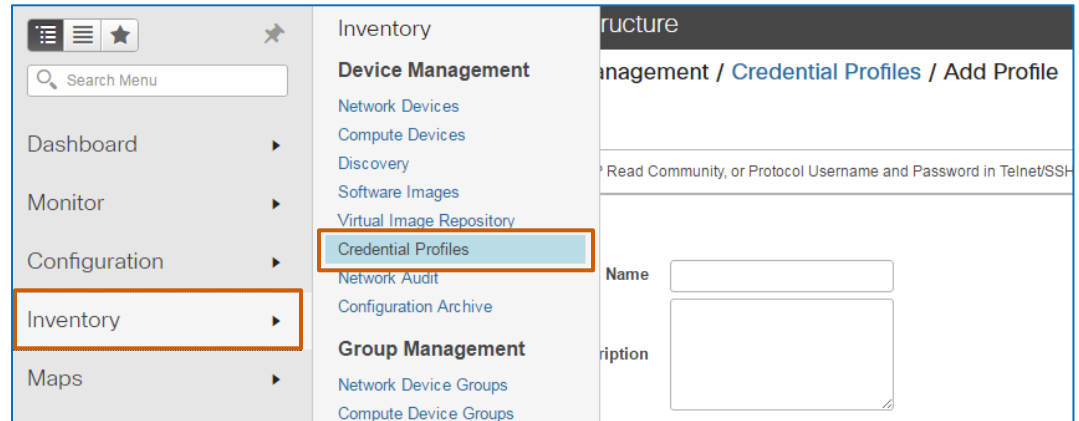 Search Menu
Dashboard
Monitor
Configuration
Inventory
Maps
Inventory
Device Management
Network Devices
Compute Devices
Discovery
Software Images
Virtual Image Repository
Credential Profiles
Network Audit
Configuration Archive
Group Management
Network Device Groups
Compute Device Groups
ructure
anagement / Credential Profiles / Add Profile
P Read Community, or Protocol Username and Password in Telnet/SSH
Name
ription